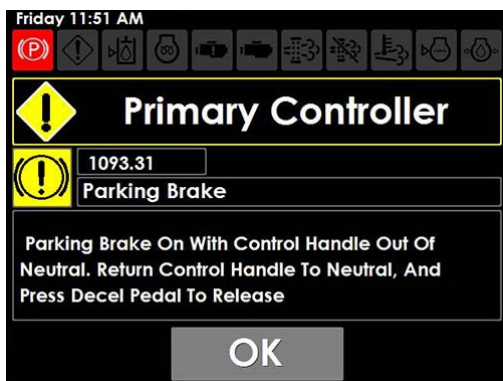 Friday 11:51 AM
(P)
Primary Controller
1093.31
Parking Brake
Parking Brake On With Control Handle Out Of
Neutral. Return Control Handle To Neutral, And
Press Decel Pedal To Release
OK